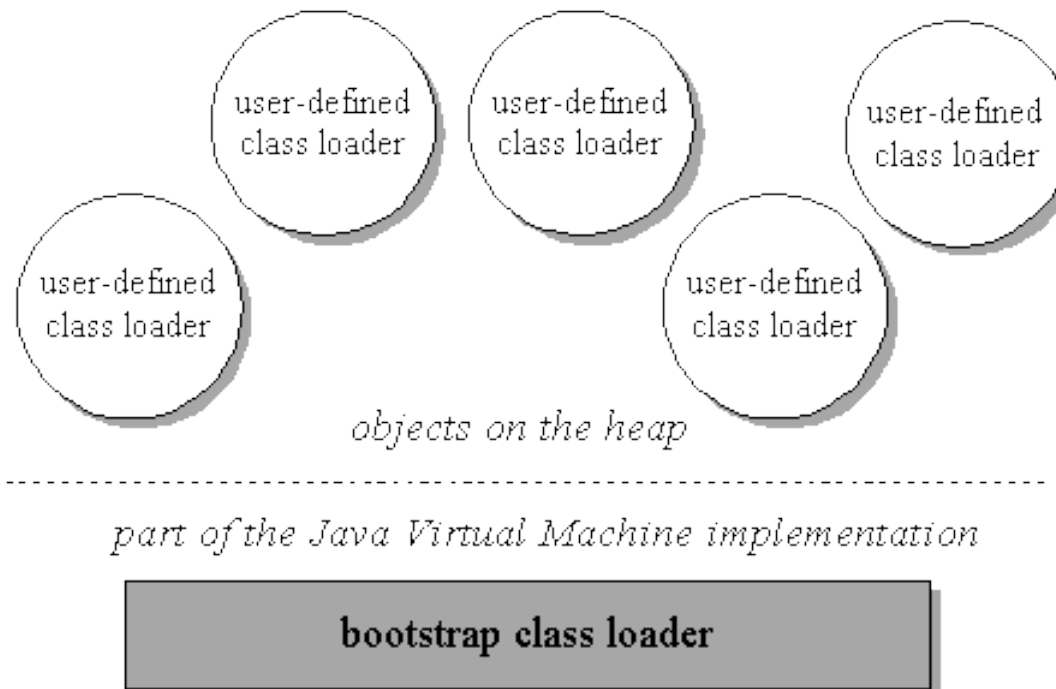 user-defined
class loader
user-defined
class loader
user-defined
class loader
user-defined
class loader
user-defined
class loader
objects on the heap
part of the Java Virtual Machine implementation
bootstrap class loader